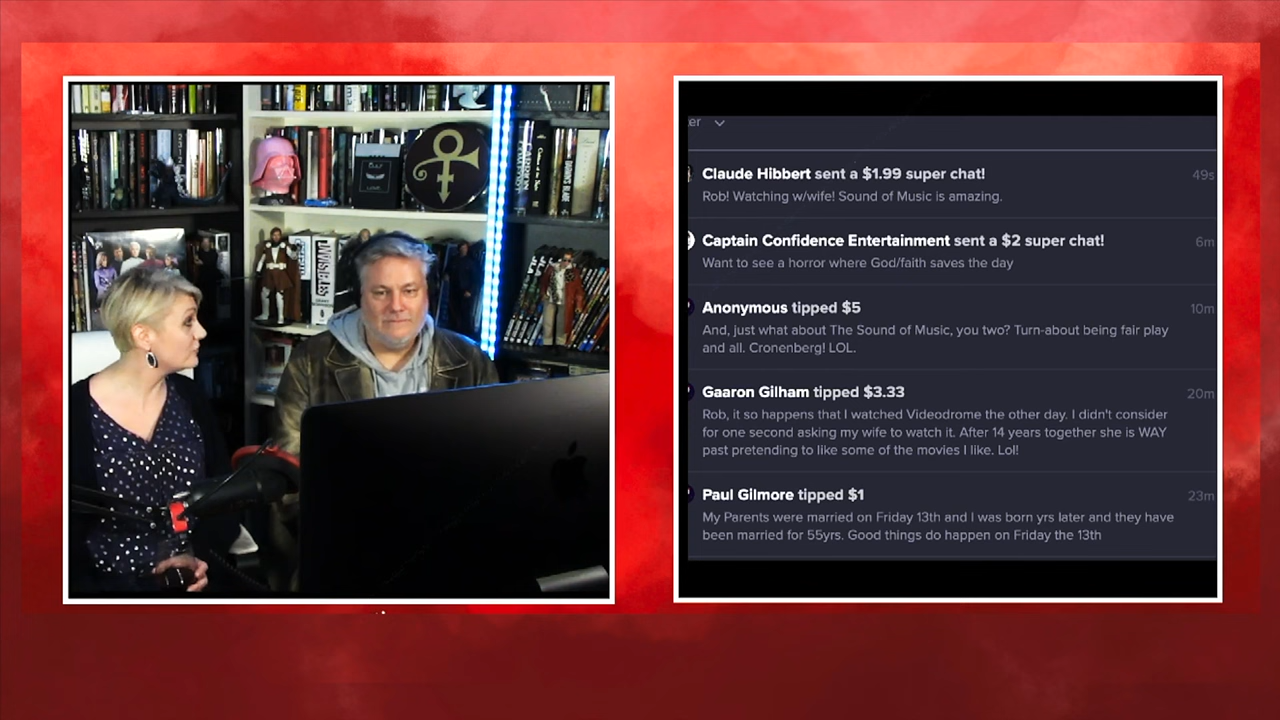 er
Claude Hibbert sent a $1.99 super chat!
49s
Rob! Watching w/wife! Sound of Music is amazing.
Captain Confidence Entertainment sent a $2 super chat!
6m
Want to see a horror where God/faith saves the day
Anonymous tipped $5
10m
And, just what about The Sound of Music, you two? Turn-about being fair play
and all. Cronenberg! LOL.
Gaaron Gilham tipped $3.33
20m
Rob, it so happens that I watched Videodrome the other day. I didn't consider
for one second asking my wife to watch it. After 14 years together she is WAY
past pretending to like some of the movies I like. Lol!
Paul Gilmore tipped $1
23m
My Parents were married on Friday 13th and I was born yrs later and they have
been married for 55yrs. Good things do happen on Friday the 13th
INVISIBLES